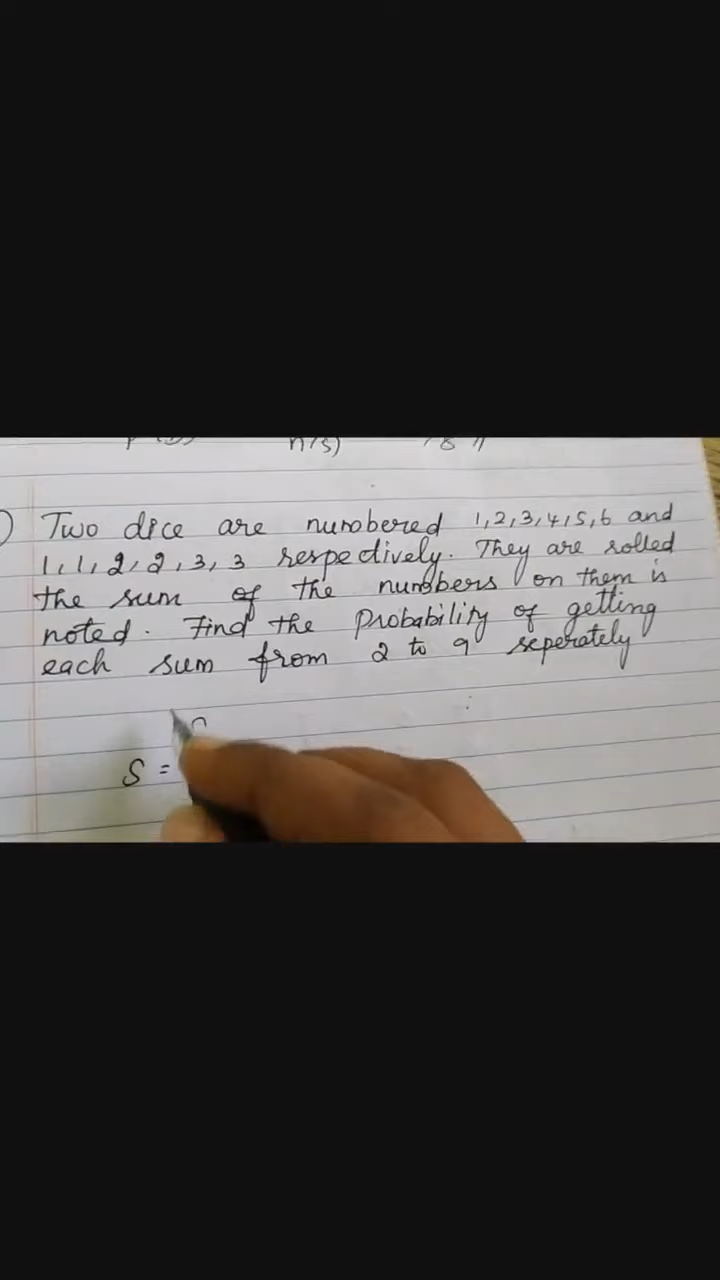 n(s)
Two dice are numbered 1,2,3,4,5,6 and
1,1,2,2,3,3 respectively. They are rolled
the sum of the numbers on them is
noted. Find the Probability of getting
each sum from 2 to 9 seperately
S =